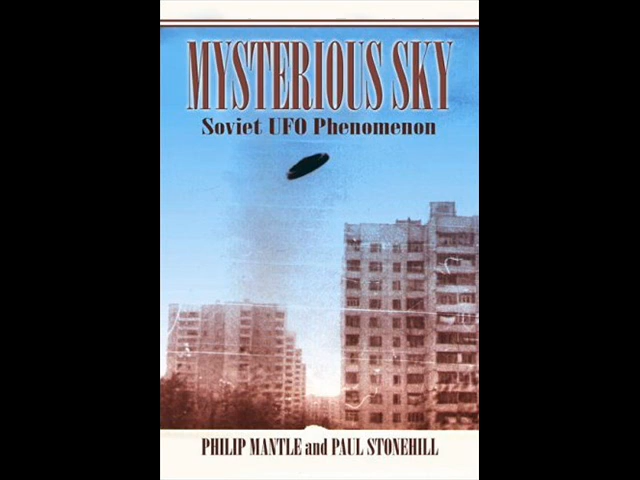 MYSTERIOUS SKY
Soviet UFO Phenomenon
PHILIP MANTLE and PAUL STONEHILL